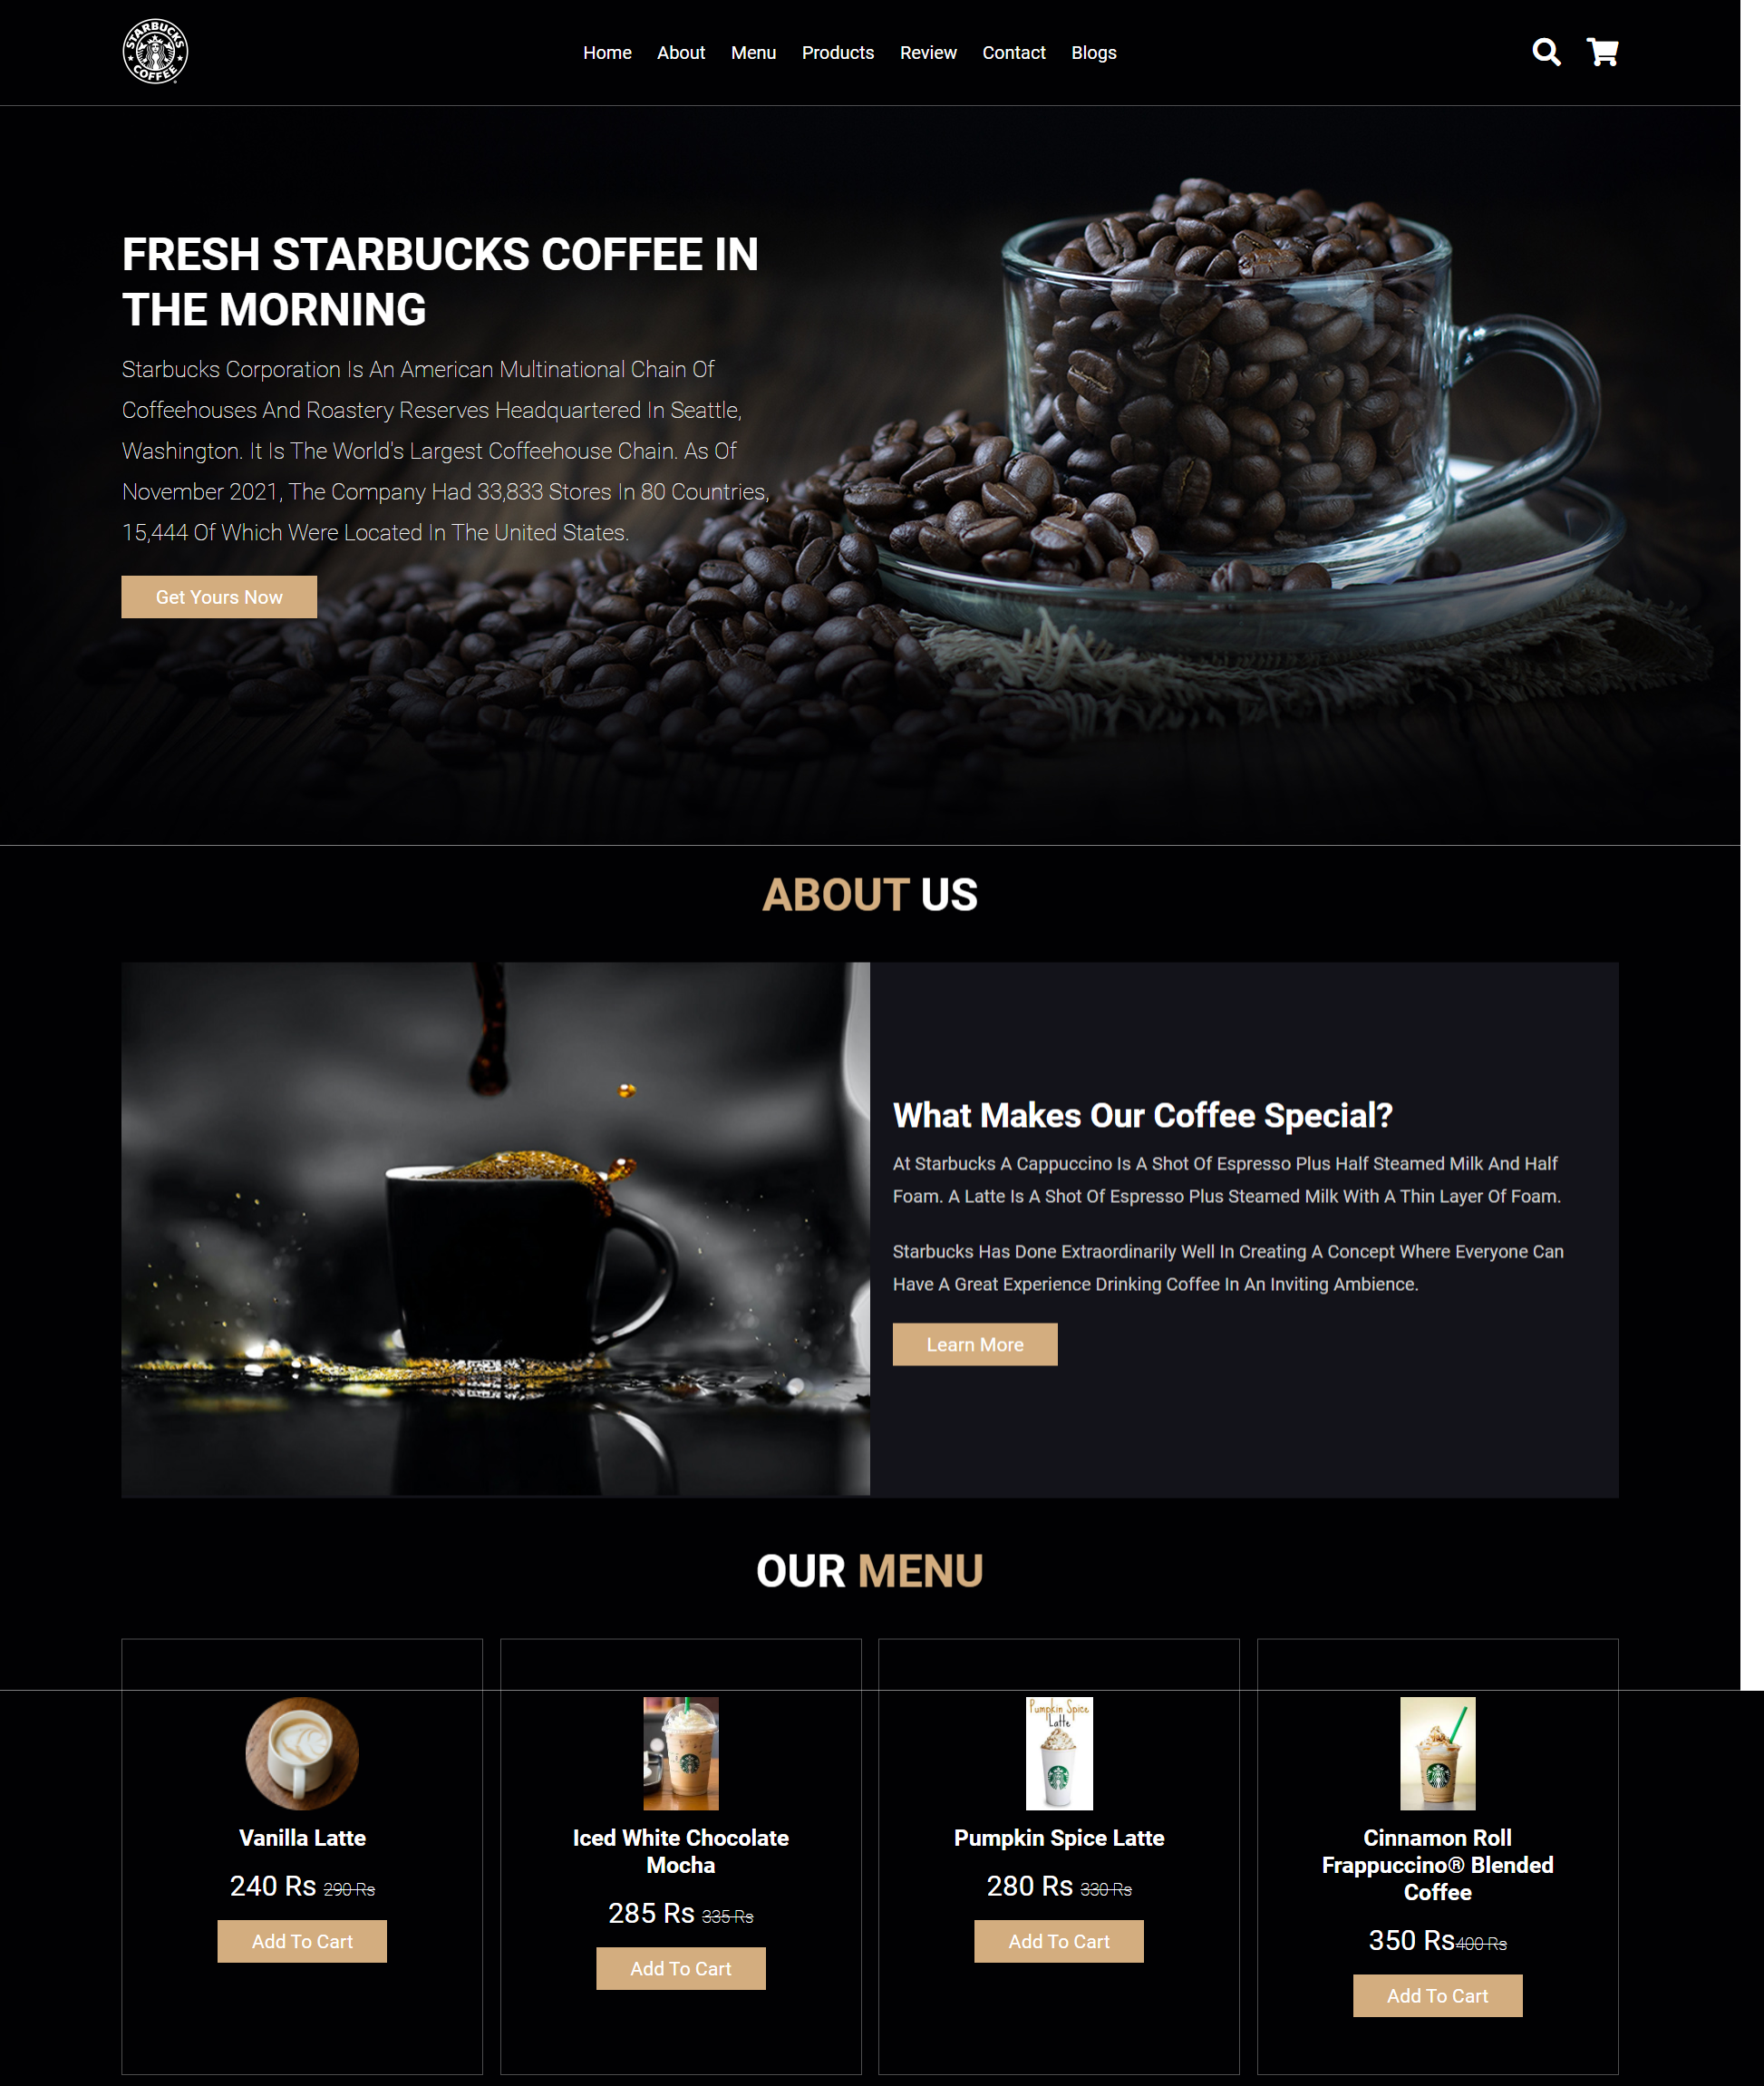 STARBUCKS
COFFEE
Home About Menu Products Review Contact Blogs
FRESH STARBUCKS COFFEE IN
THE MORNING
Starbucks Corporation Is An American Multinational Chain Of
Coffeehouses And Roastery Reserves Headquartered In Seattle,
Washington. It Is The World's Largest Coffeehouse Chain. As Of
November 2021, The Company Had 33,833 Stores In 80 Countries,
15,444 Of Which Were Located In The United States.
Get Yours Now
ABOUT US
What Makes Our Coffee Special?
At Starbucks A Cappuccino Is A Shot Of Espresso Plus Half Steamed Milk And Half
Foam. A Latte Is A Shot Of Espresso Plus Steamed Milk With A Thin Layer Of Foam.
Starbucks Has Done Extraordinarily Well In Creating A Concept Where Everyone Can
Have A Great Experience Drinking Coffee In An Inviting Ambience.
Learn More
OUR MENU
Vanilla Latte
240 Rs 290 Rs
Add To Cart
Iced White Chocolate
Mocha
285 Rs 335 Rs
Add To Cart
Pumpkin Spice
Latte
Pumpkin Spice Latte
280 Rs 330 Rs
Add To Cart
Cinnamon Roll
Frappuccino® Blended
Coffee
350 Rs400 Rs
Add To Cart